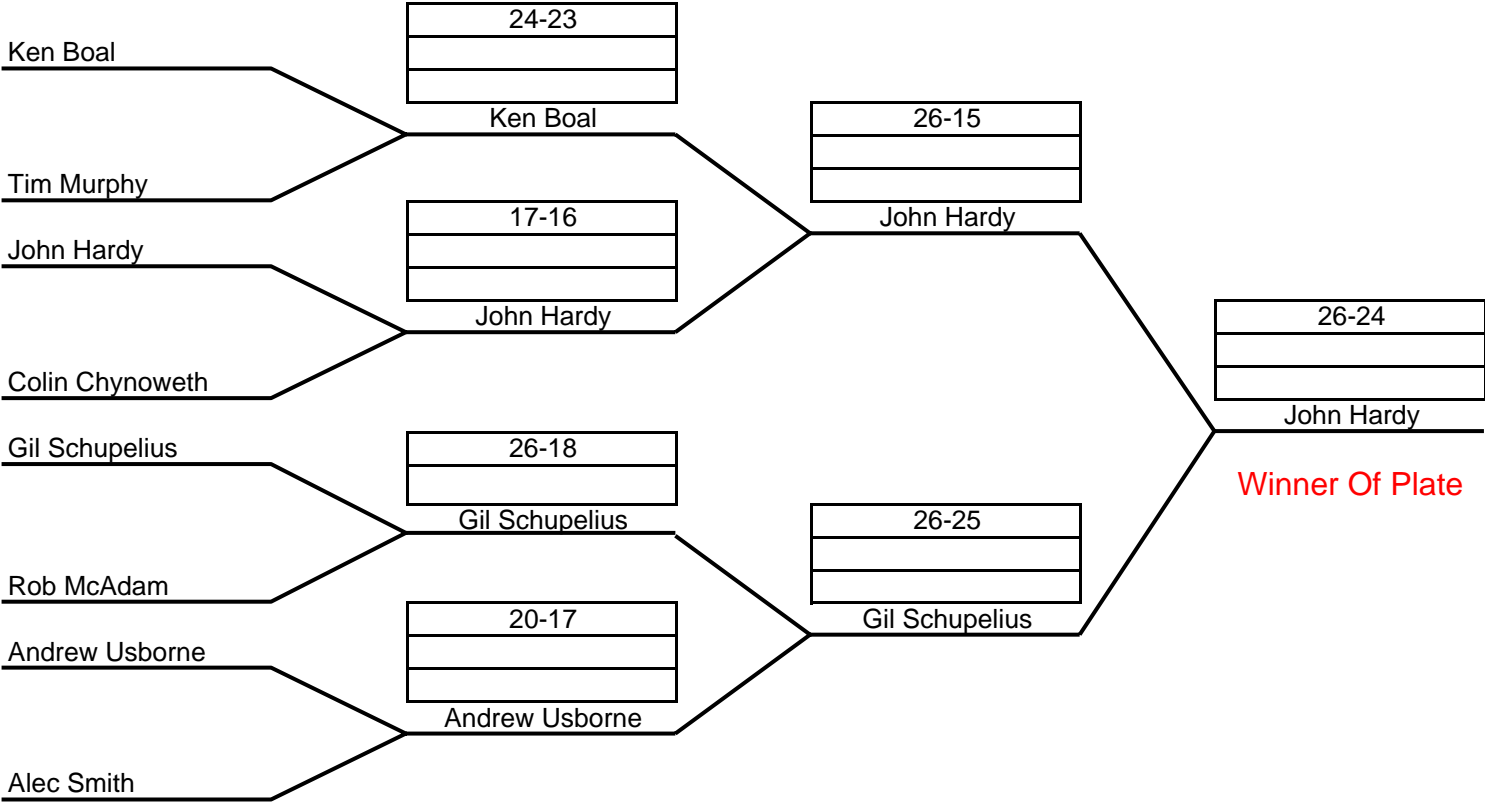 24-23
Ken Boal
Ken Boal
26-15
Tim Murphy
17-16
John Hardy
John Hardy
John Hardy
26-24
Colin Chynoweth
John Hardy
Gil Schupelius
26-18
Winner Of Plate
Gil Schupelius
26-25
Rob McAdam
20-17
Gil Schupelius
Andrew Usborne
Andrew Usborne
Alec Smith